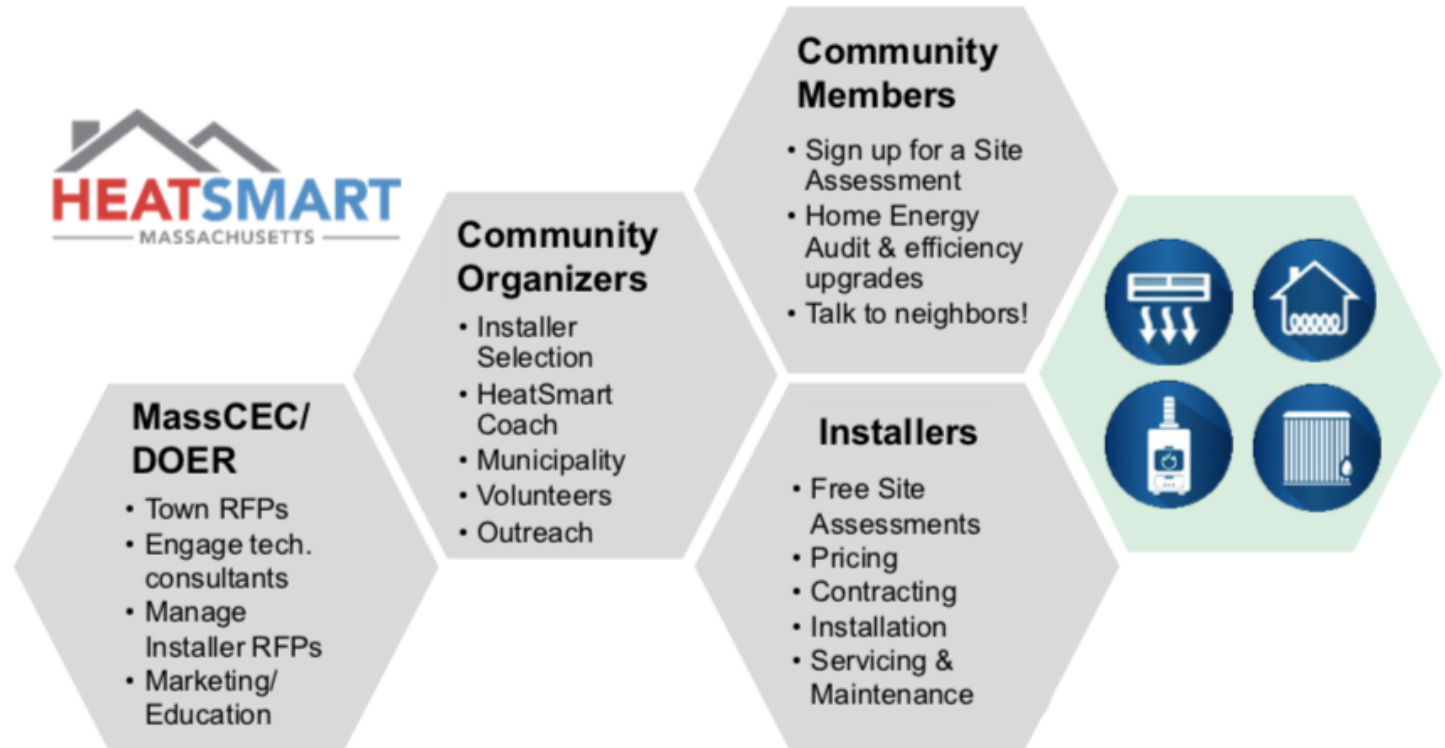 HEATSMART
MASSACHUSETTS
MassCEC/
DOER
• Town RFPs
• Engage tech.
consultants
• Manage
Installer RFPs
• Marketing/
Education
Community
Organizers
• Installer
Selection
• HeatSmart
Coach
• Municipality
• Volunteers
• Outreach
Community
Members
• Sign up for a Site
Assessment
• Home Energy
Audit & efficiency
upgrades
• Talk to neighbors!
Installers
• Free Site
Assessments
• Pricing
• Contracting
• Installation
• Servicing &
Maintenance